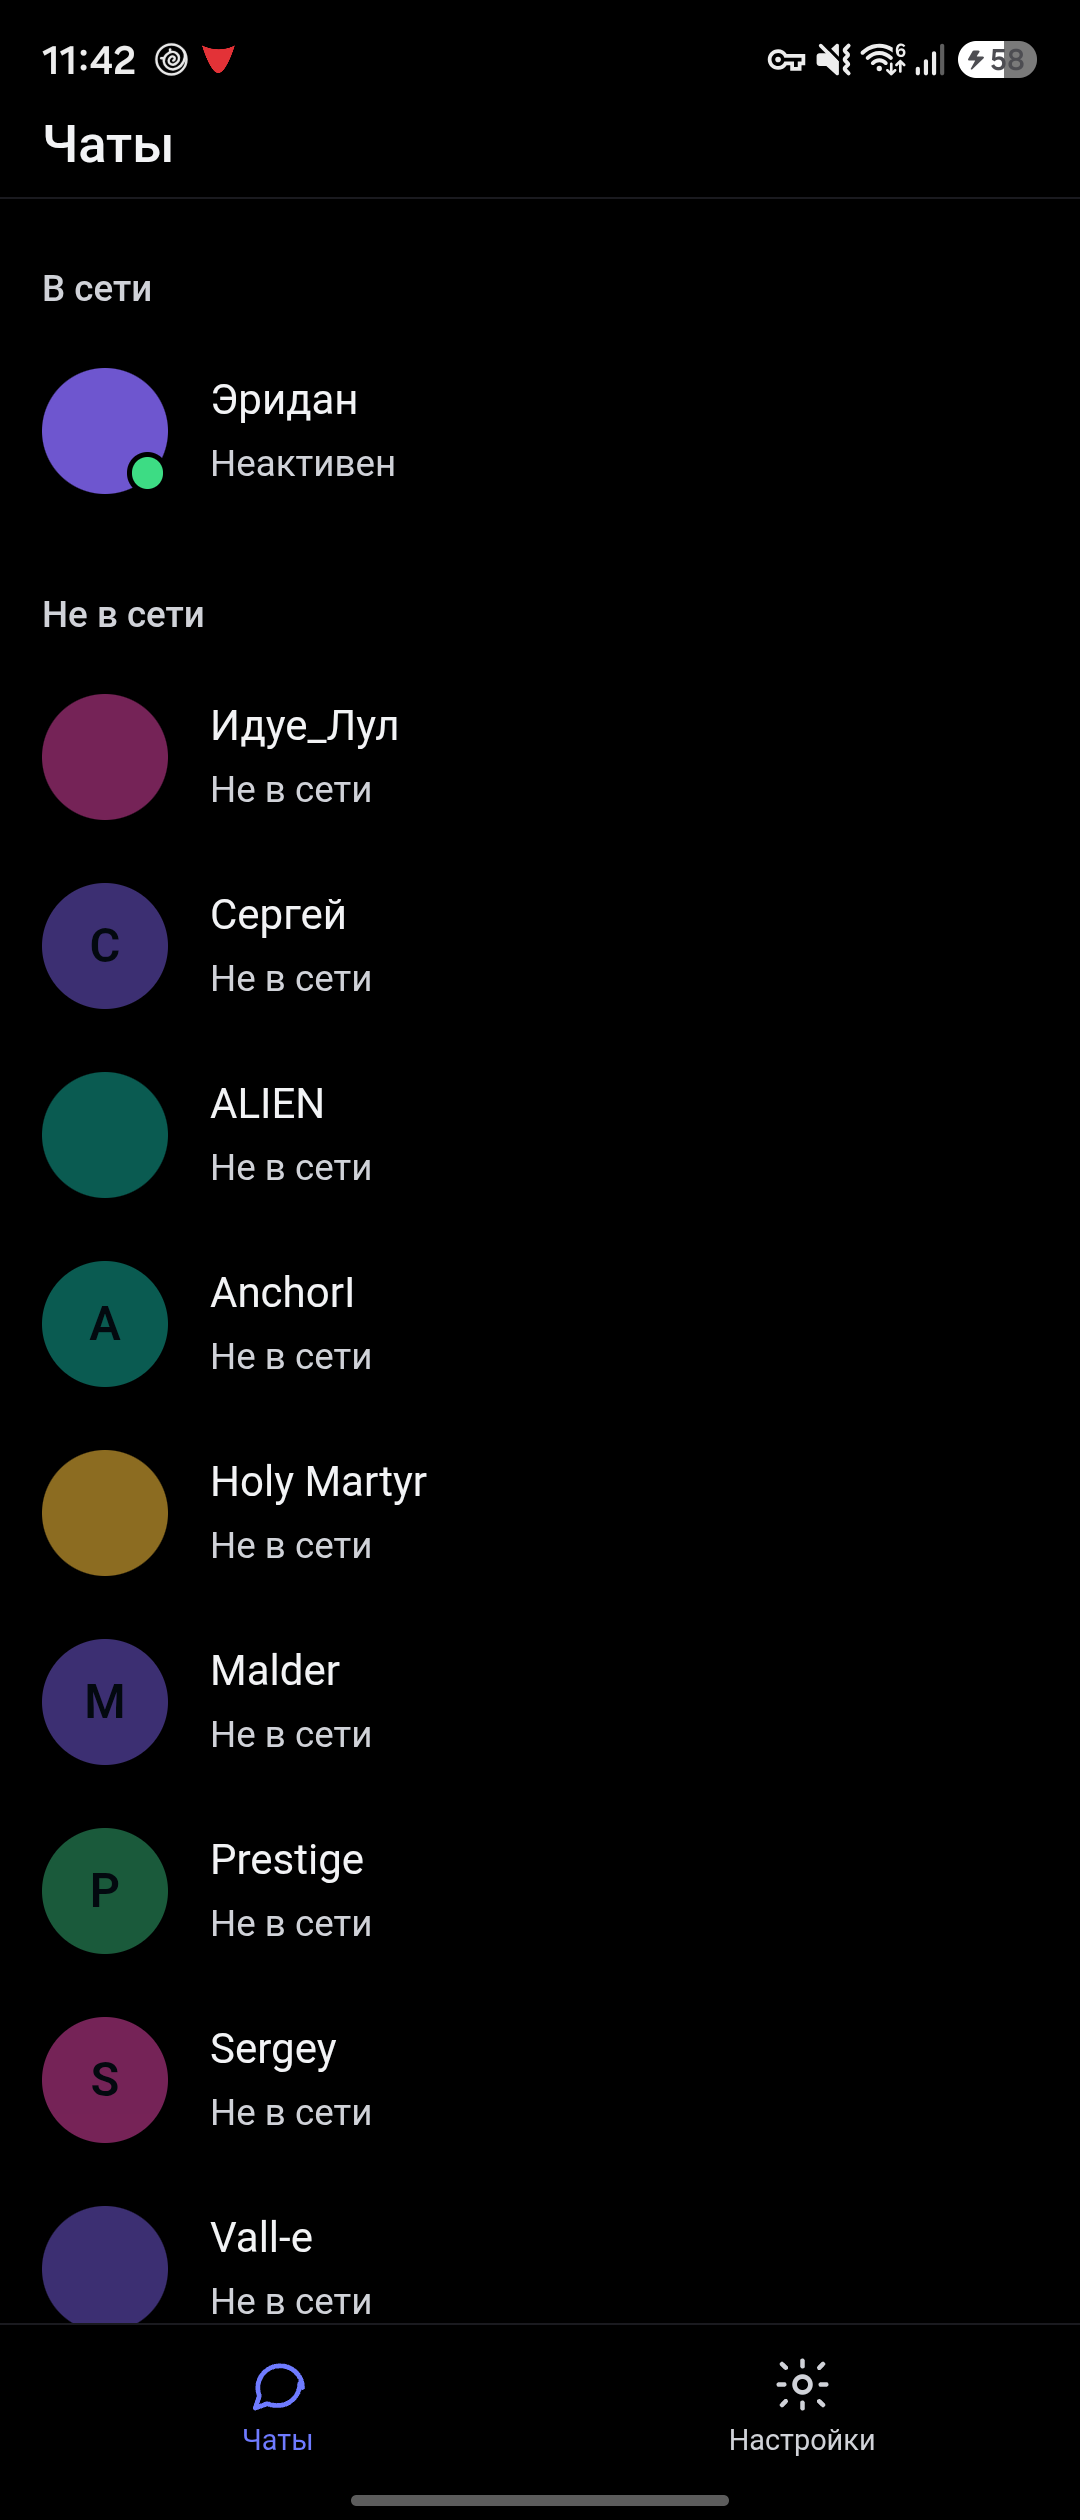 11:42
6
58
Чаты
В сети
Эридан
Неактивен
Не в сети
Идуе_Лул
Не в сети
С
Сергей
Не в сети
ALIEN
Не в сети
A
Anchorl
Не в сети
Holy Martyr
Не в сети
M
Malder
Не в сети
P
Prestige
Не в сети
S
Sergey
Не в сети
Vall-e
Не в сети
Чаты
Настройки